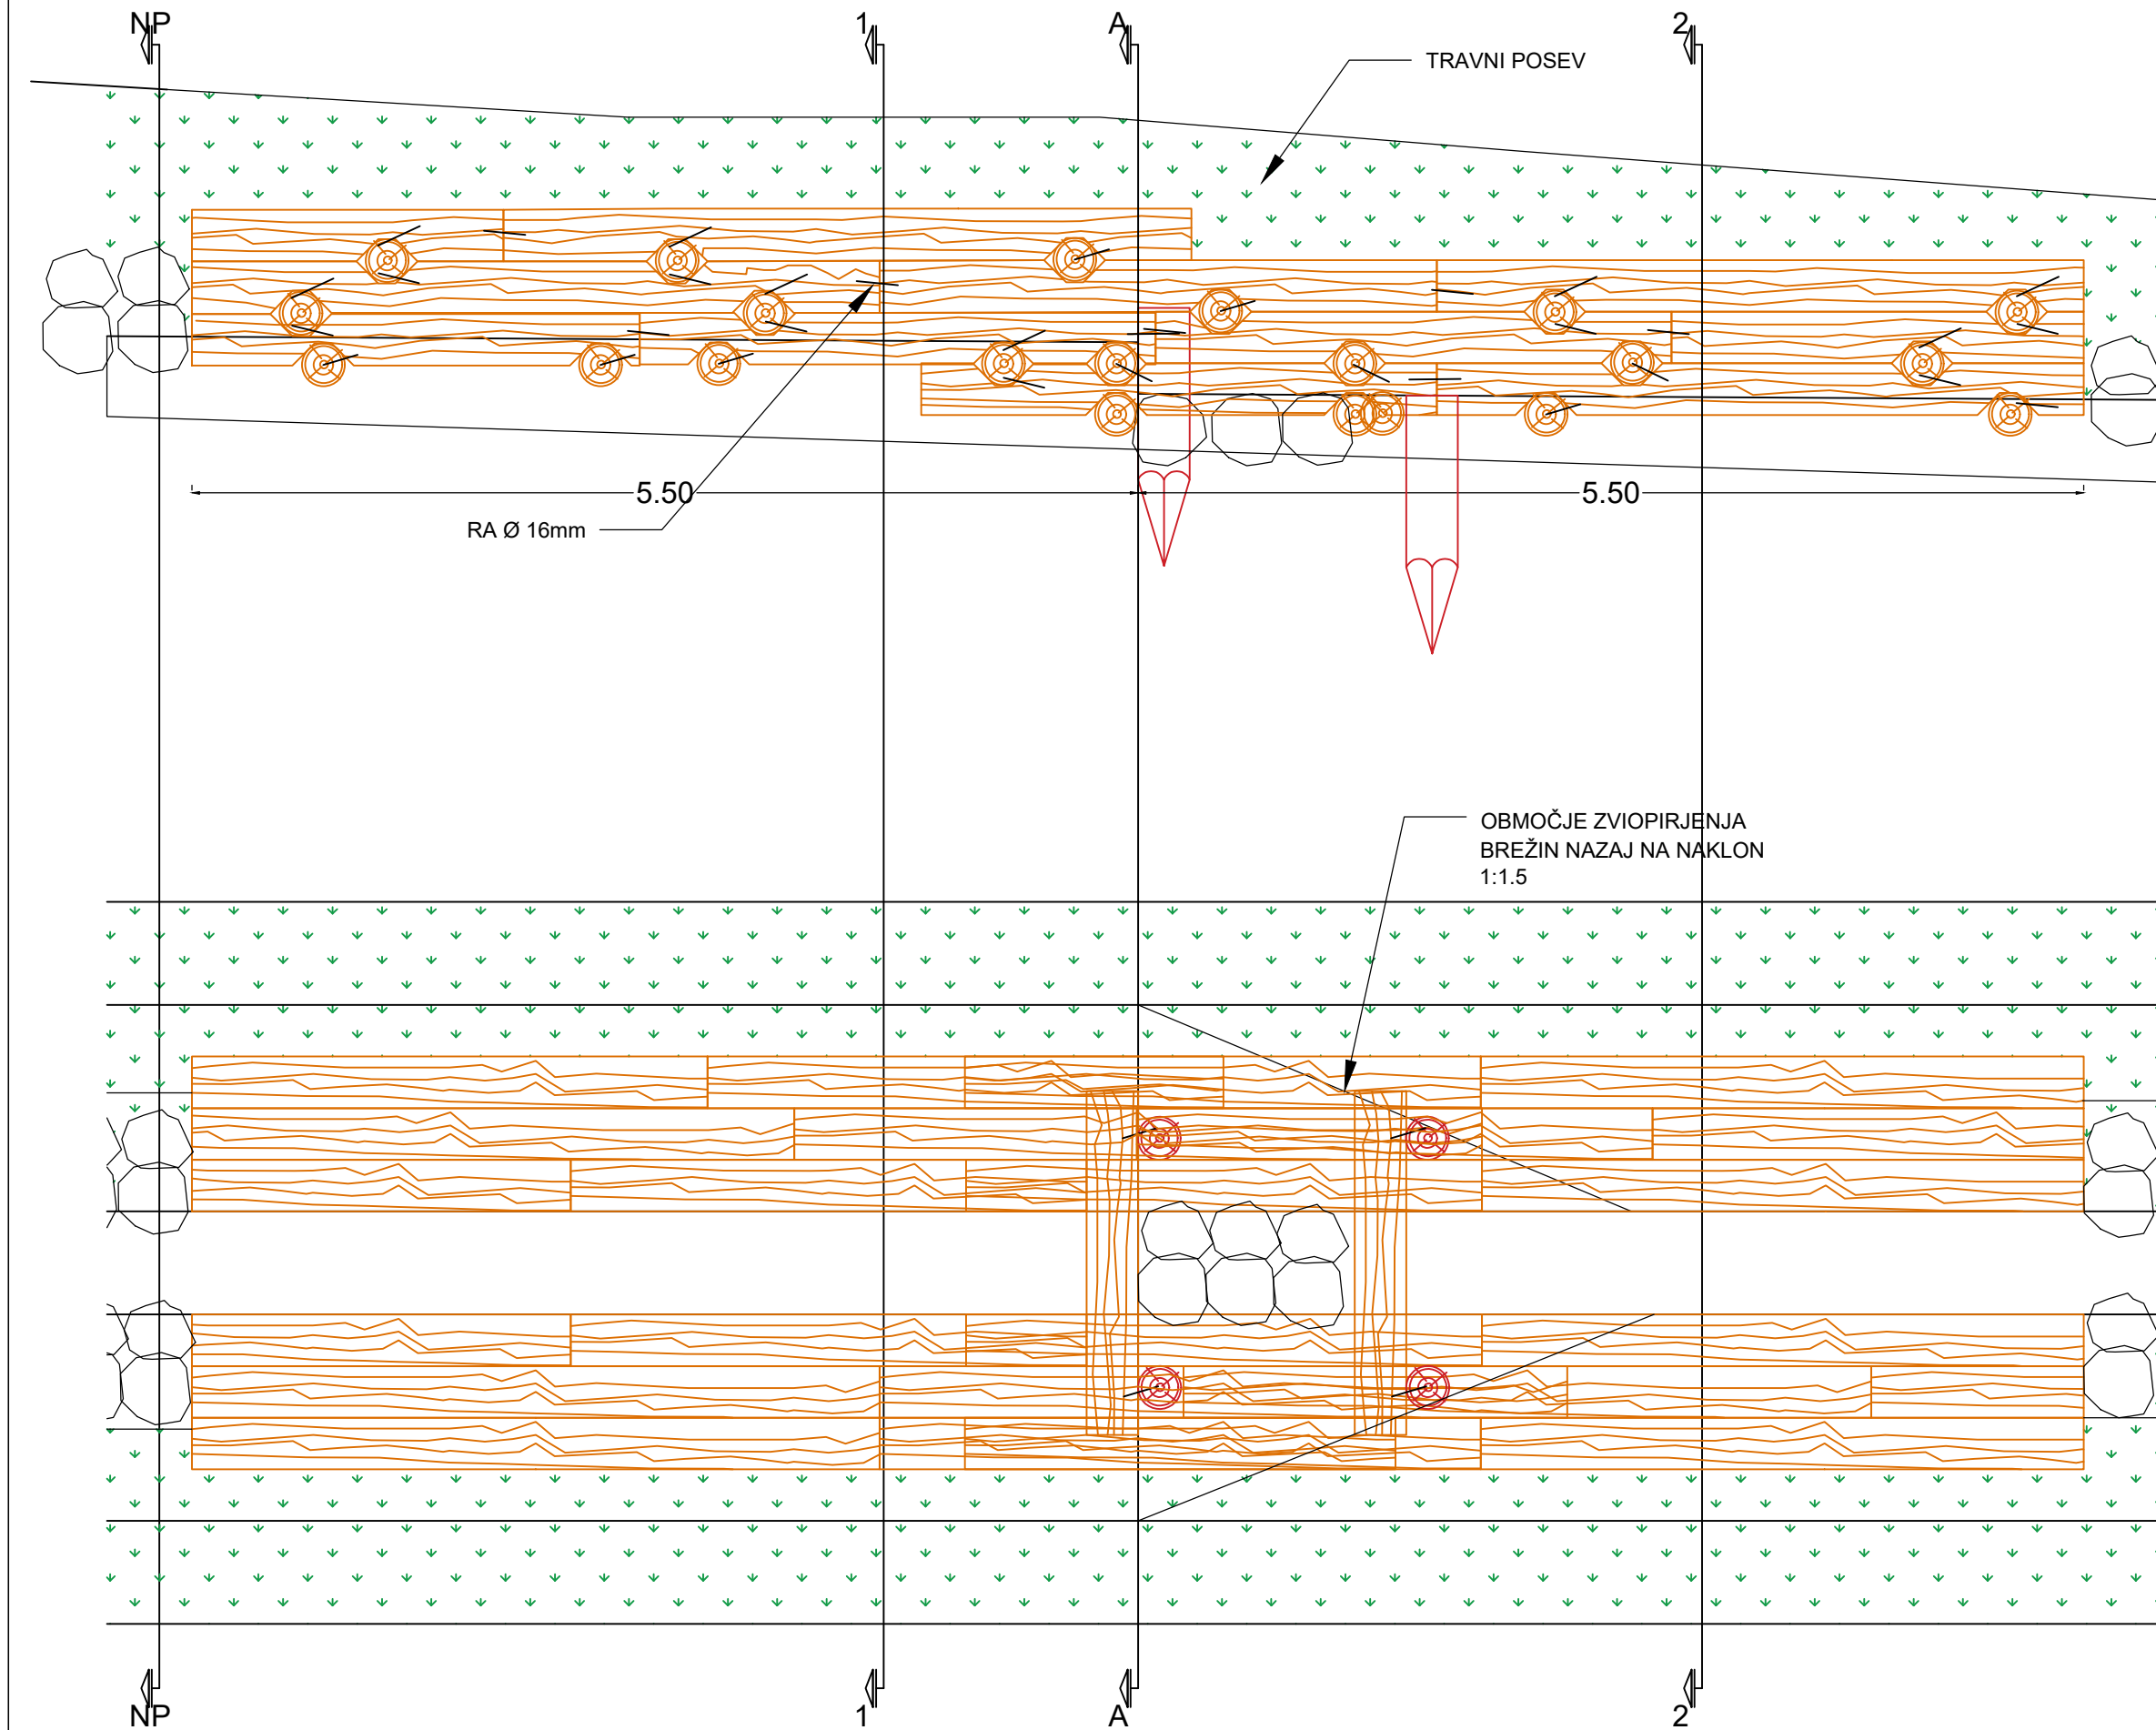 NP
1
A
2
TRAVNI POSEV
5.50
5.50
RA Ø 16mm
OBMOČJE ZVIOPIRJENJA
BREŽIN NAZAJ NA NAKLON
1:1.5
NP
1
A
2